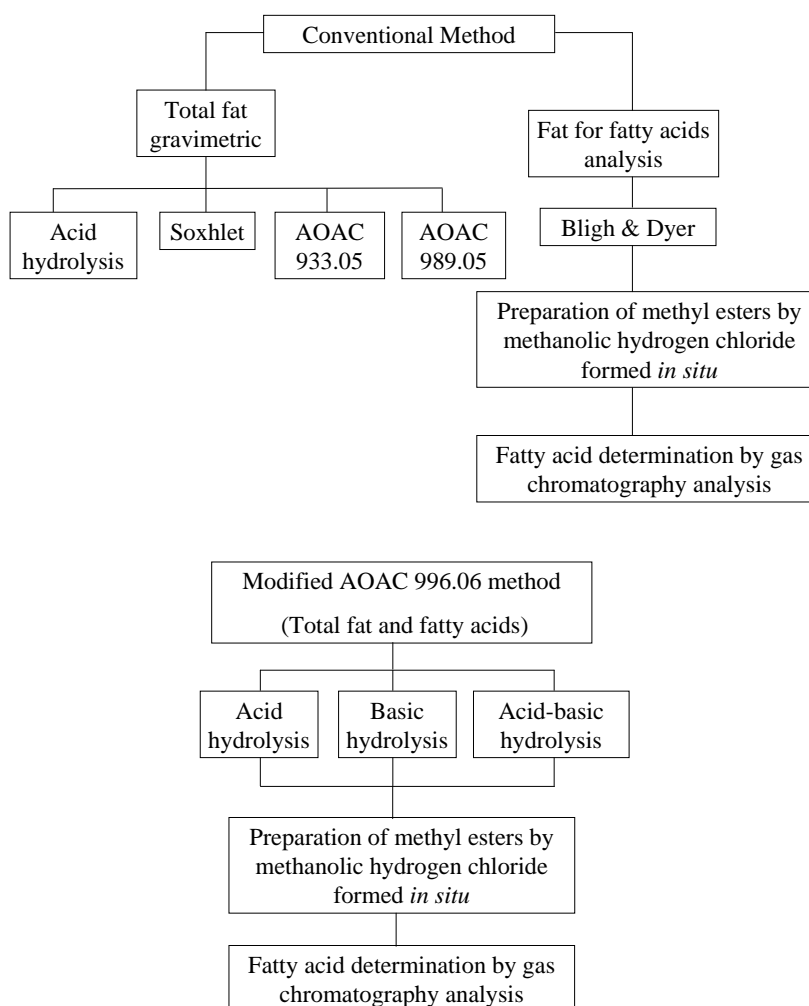 Conventional Method
Total fat
gravimetric
Fat for fatty acids
analysis
Acid
hydrolysis
Soxhlet
AOAC
933.05
AOAC
989.05
Bligh & Dyer
Preparation of methyl esters by
methanolic hydrogen chloride
formed in situ
Fatty acid determination by gas
chromatography analysis
Modified AOAC 996.06 method
(Total fat and fatty acids)
Acid
hydrolysis
Basic
hydrolysis
Acid-basic
hydrolysis
Preparation of methyl esters by
methanolic hydrogen chloride
formed in situ
Fatty acid determination by gas
chromatography analysis